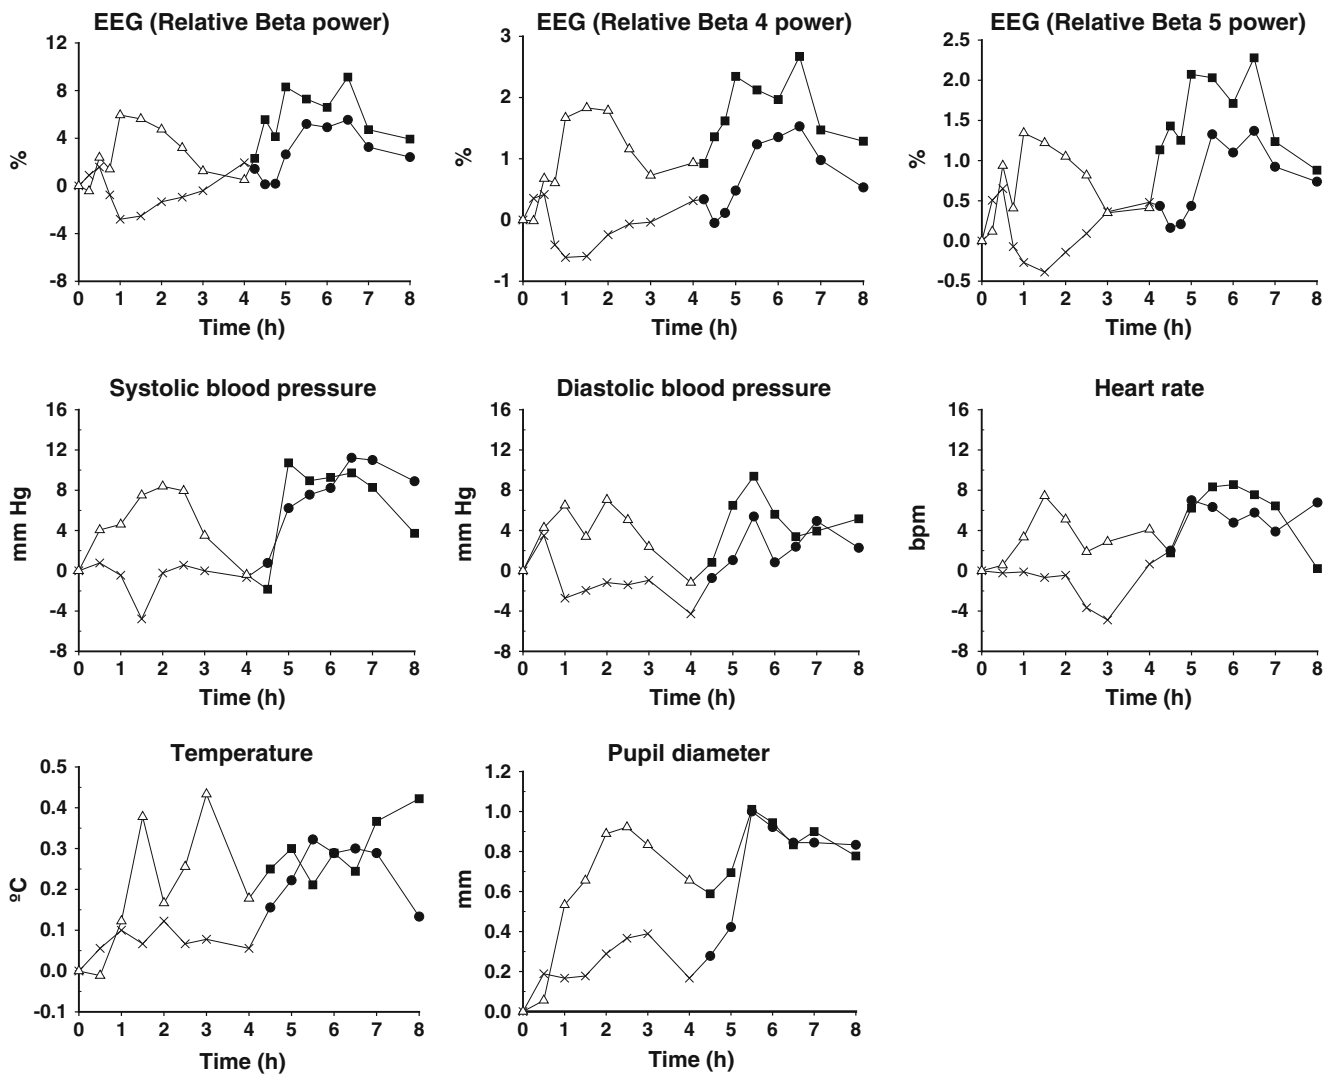 EEG (Relative Beta power)
12
8
4
0
-4
-8
%
0 1 2 3 4 5 6 7 8
Time (h)
EEG (Relative Beta 4 power)
3
2
1
0
-1
%
0 1 2 3 4 5 6 7 8
Time (h)
EEG (Relative Beta 5 power)
2.5
2.0
1.5
1.0
0.5
0.0
-0.5
%
0 1 2 3 4 5 6 7 8
Time (h)
Systolic blood pressure
16
12
8
4
0
-4
-8
mm Hg
0 1 2 3 4 5 6 7 8
Time (h)
Diastolic blood pressure
16
12
8
4
0
-4
-8
mm Hg
0 1 2 3 4 5 6 7 8
Time (h)
Heart rate
16
12
8
4
0
-4
-8
bpm
0 1 2 3 4 5 6 7 8
Time (h)
Temperature
0.5
0.4
0.3
0.2
0.1
0.0
-0.1
ºC
0 1 2 3 4 5 6 7 8
Time (h)
Pupil diameter
1.2
1.0
0.8
0.6
0.4
0.2
0.0
mm
0 1 2 3 4 5 6 7 8
Time (h)